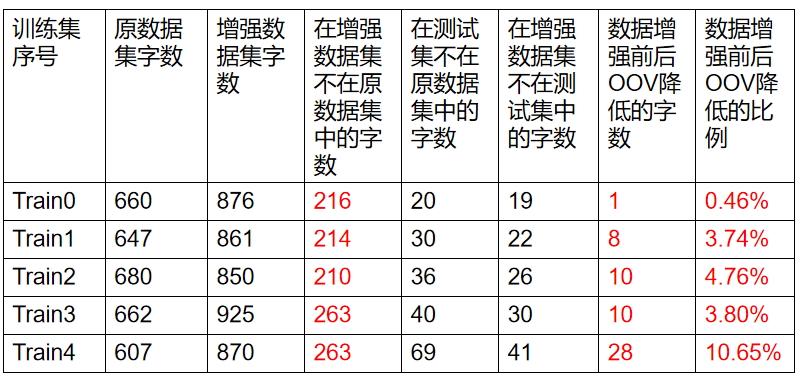 训练集序号 原数据集字数 增强数据集字数 在增强数据集不在原数据集中的字数 在测试集不在原数据集中的字数 在增强数据集不在测试集中的字数 数据增强前后OOV降低的字数 数据增强前后OOV降低的比例
Train0 660 876 216 20 19 1 0.46%
Train1 647 861 214 30 22 8 3.74%
Train2 680 850 210 36 26 10 4.76%
Train3 662 925 263 40 30 10 3.80%
Train4 607 870 263 69 41 28 10.65%